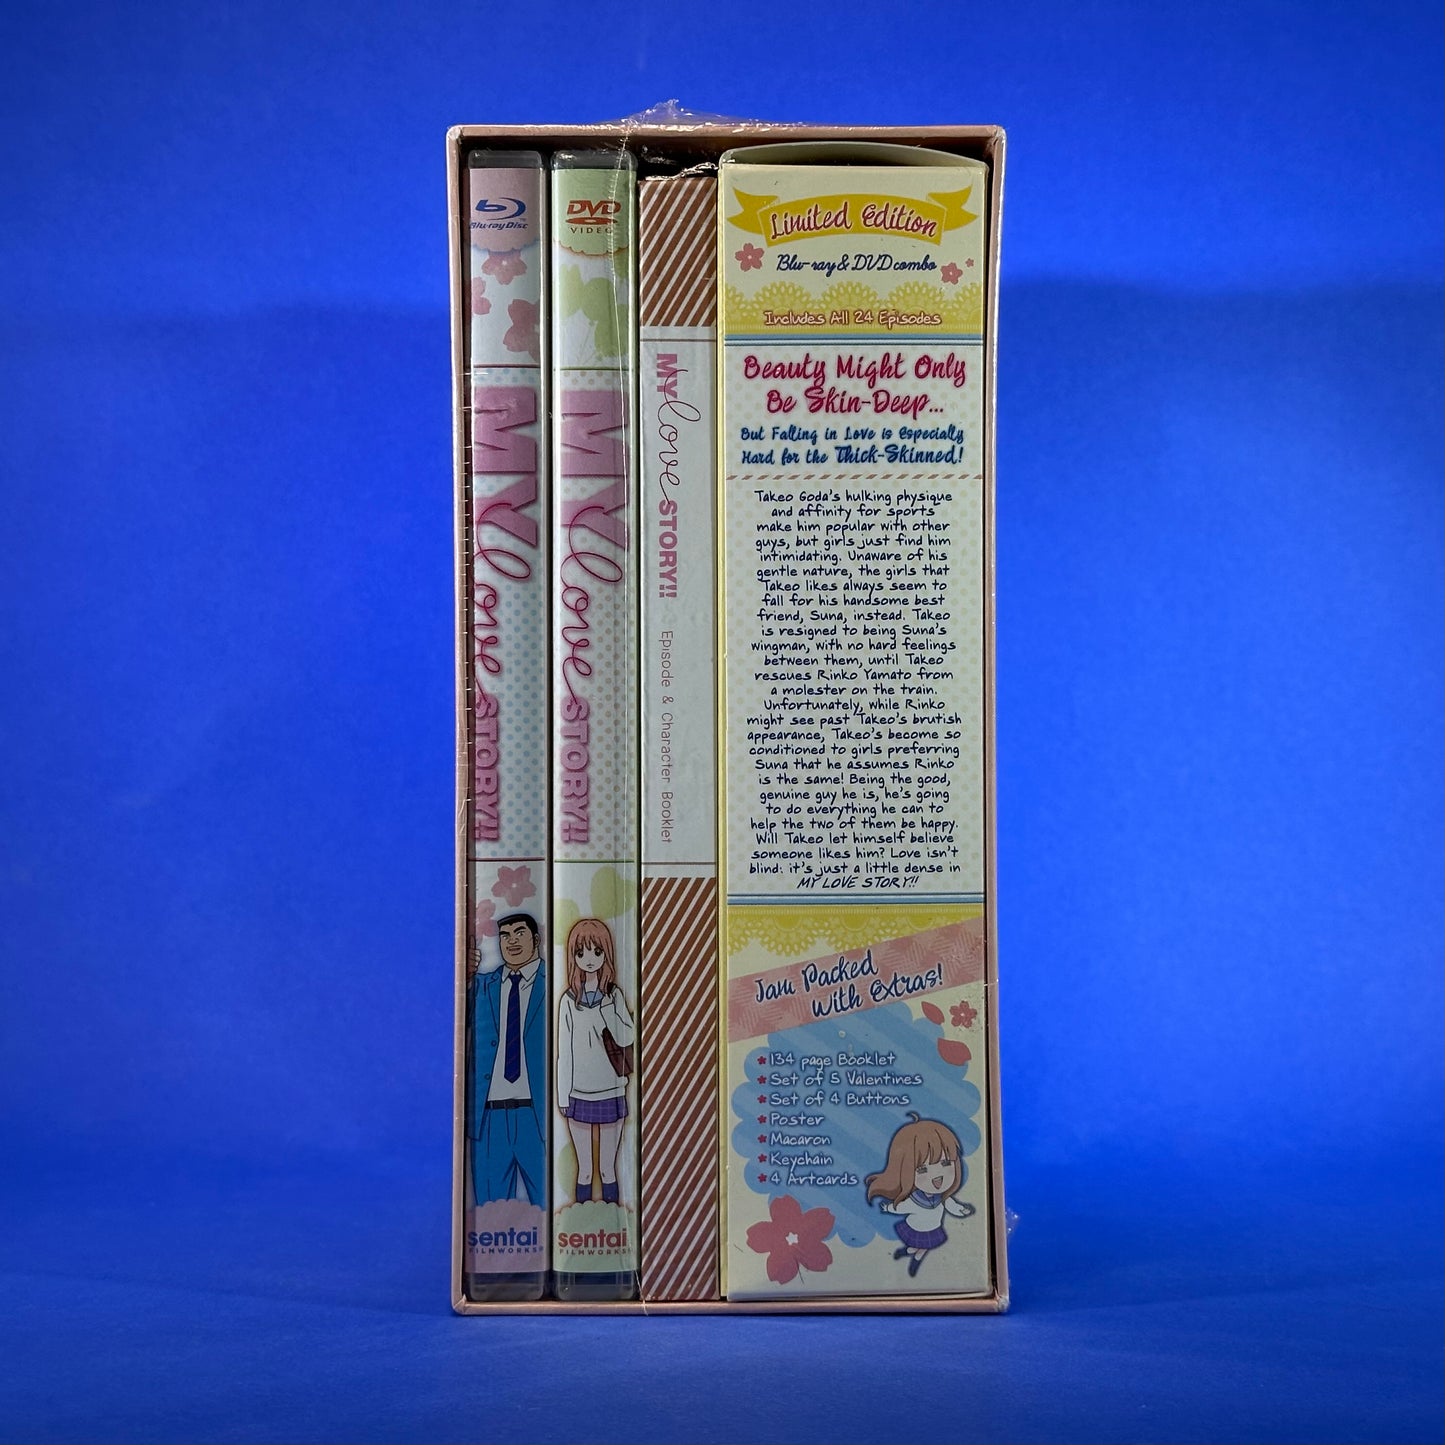 Blu-ray Disc
MY love STORY!!
sentai
FILMWORKS
DVD
VIDEO
MY love STORY!!
sentai
FILMWORKS
MY love STORY!! Episode & Character Booklet
Limited Edition
Blu-ray & DVD combo
Includes All 24 Episodes
Beauty Might Only
Be Skin-Deep...
But Falling in Love is Especially
Hard for the Thick-Skinned!
Takeo Goda's hulking physique
and affinity for sports
make him popular with other
guys, but girls just find him
intimidating. Unaware of his
gentle nature, the girls that
Takeo likes always seem to
fall for his handsome best
friend, Suna, instead. Takeo
is resigned to being Suna's
wingman, with no hard feelings
between them, until Takeo
rescues Rinko Yamato from
a molester on the train.
Unfortunately, while Rinko
might see past Takeo's brutish
appearance, Takeo's become so
conditioned to girls preferring
Suna that he assumes Rinko
is the same! Being the good,
genuine guy he is, he's going
to do everything he can to
help the two of them be happy.
Will Takeo let himself believe
someone likes him? Love isn't
blind: it's just a little dense in
MY LOVE STORY!!
Jam Packed
With Extras!
134 page Booklet
Set of 5 Valentines
Set of 4 Buttons
Poster
Macaron
Keychain
4 Artcards